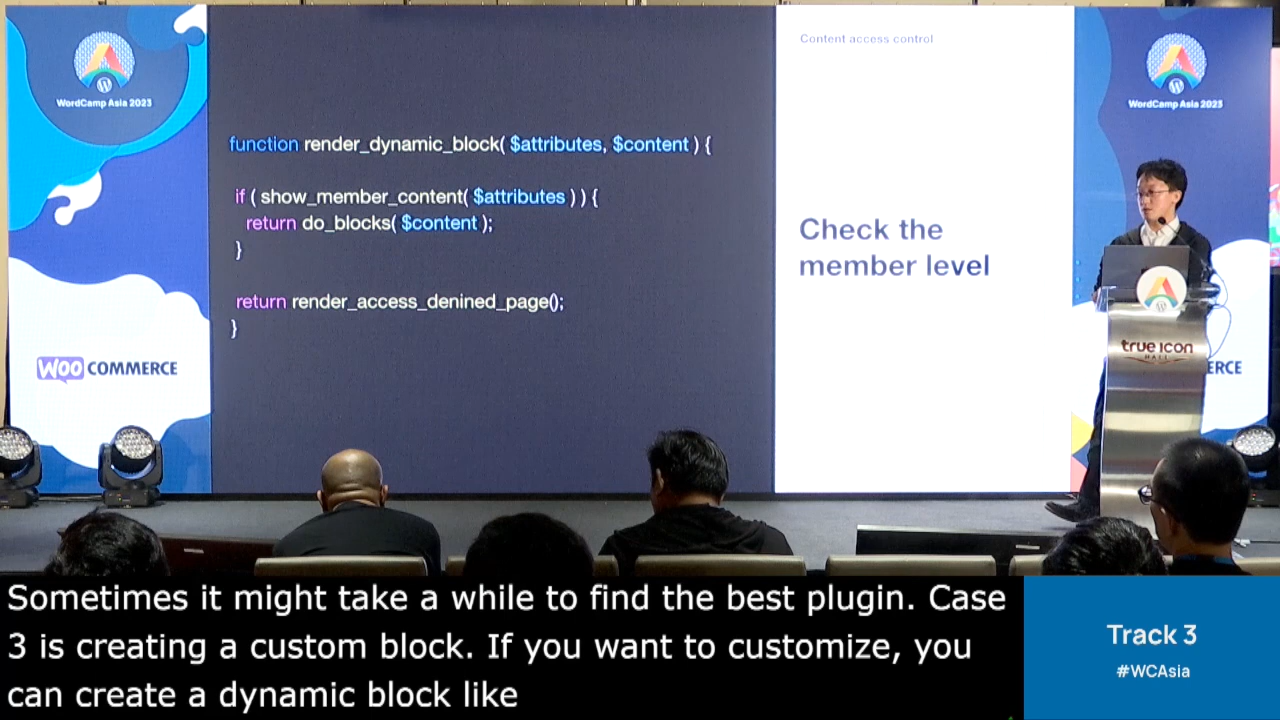 WordCamp Asia 2023
WOO COMMERCE
function render_dynamic_block( $attributes, $content ) {
if ( show_member_content( $attributes ) ) {
return do_blocks( $content );
}
return render_access_denined_page();
}
Content access control
Check the
member level
WordCamp Asia 2023
true icon
HALL
ERCE
Sometimes it might take a while to find the best plugin. Case
3 is creating a custom block. If you want to customize, you
can create a dynamic block like
Track 3
#WCAsia